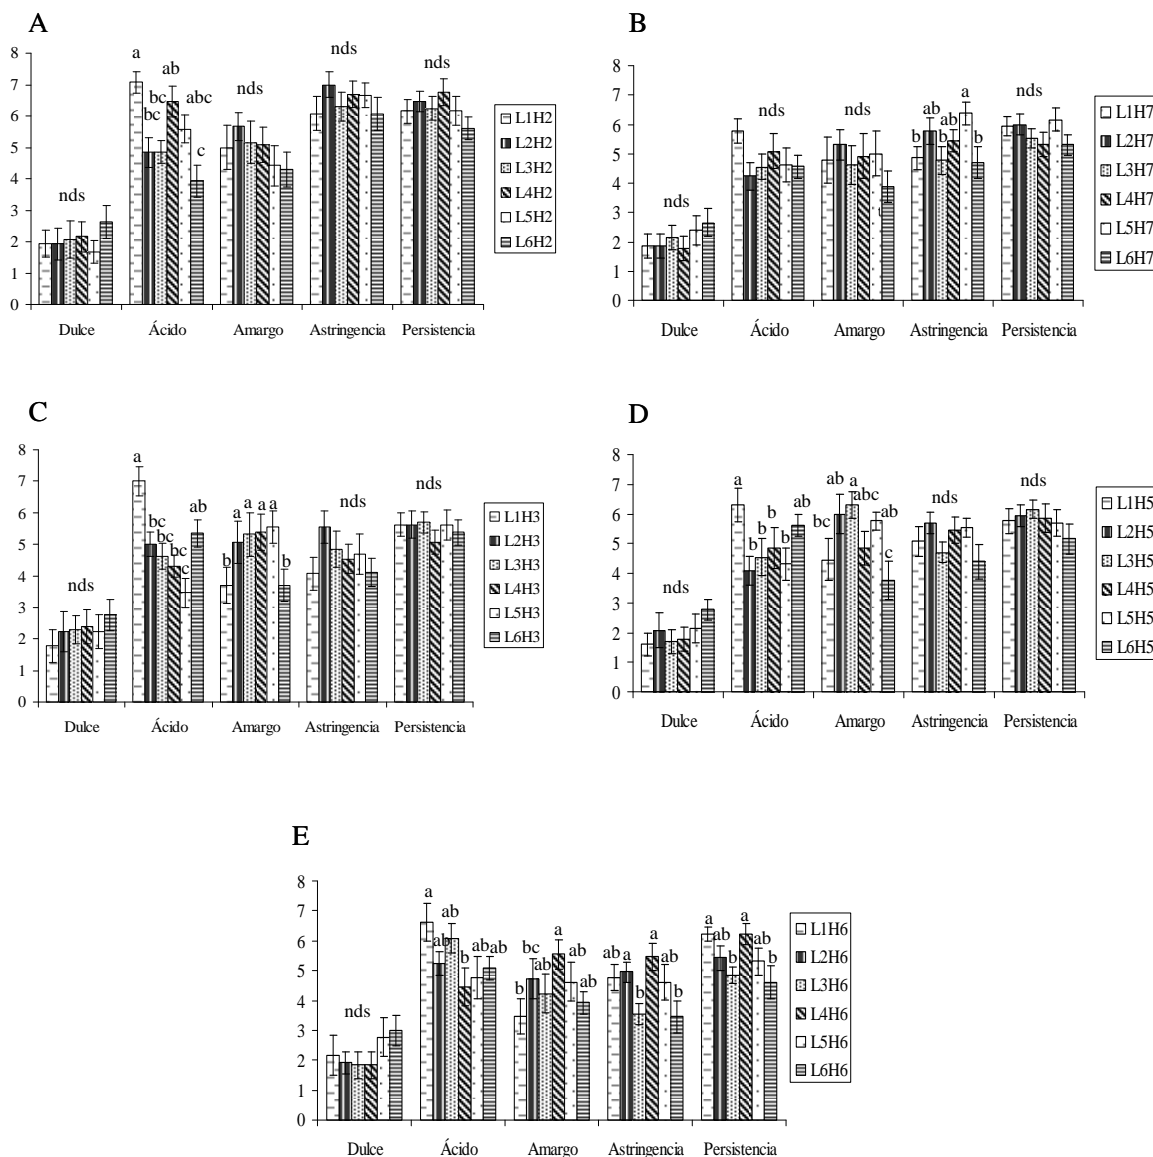 A
8
7
6
5
4
3
2
1
0
nds
a
bc
bc
ab
abc
c
nds
nds
nds
Dulce Ácido Amargo Astringencia Persistencia
L1H2
L2H2
L3H2
L4H2
L5H2
L6H2
B
8
7
6
5
4
3
2
1
0
nds
nds
nds
b
ab
b
ab
a
b
nds
Dulce Ácido Amargo Astringencia Persistencia
L1H7
L2H7
L3H7
L4H7
L5H7
L6H7
C
8
7
6
5
4
3
2
1
0
nds
a
bc
bc
bc
c
ab
b
a
a
a
a
b
nds
nds
Dulce Ácido Amargo Astringencia Persistencia
L1H3
L2H3
L3H3
L4H3
L5H3
L6H3
D
8
7
6
5
4
3
2
1
0
nds
a
b
b
b
b
ab
bc
ab
a
abc
ab
c
nds
nds
Dulce Ácido Amargo Astringencia Persistencia
L1H5
L2H5
L3H5
L4H5
L5H5
L6H5
E
8
7
6
5
4
3
2
1
0
nds
a
ab
ab
b
ab
ab
b
bc
ab
a
ab
ab
ab
a
b
a
ab
b
a
ab
b
a
ab
b
Dulce Ácido Amargo Astringencia Persistencia
L1H6
L2H6
L3H6
L4H6
L5H6
L6H6